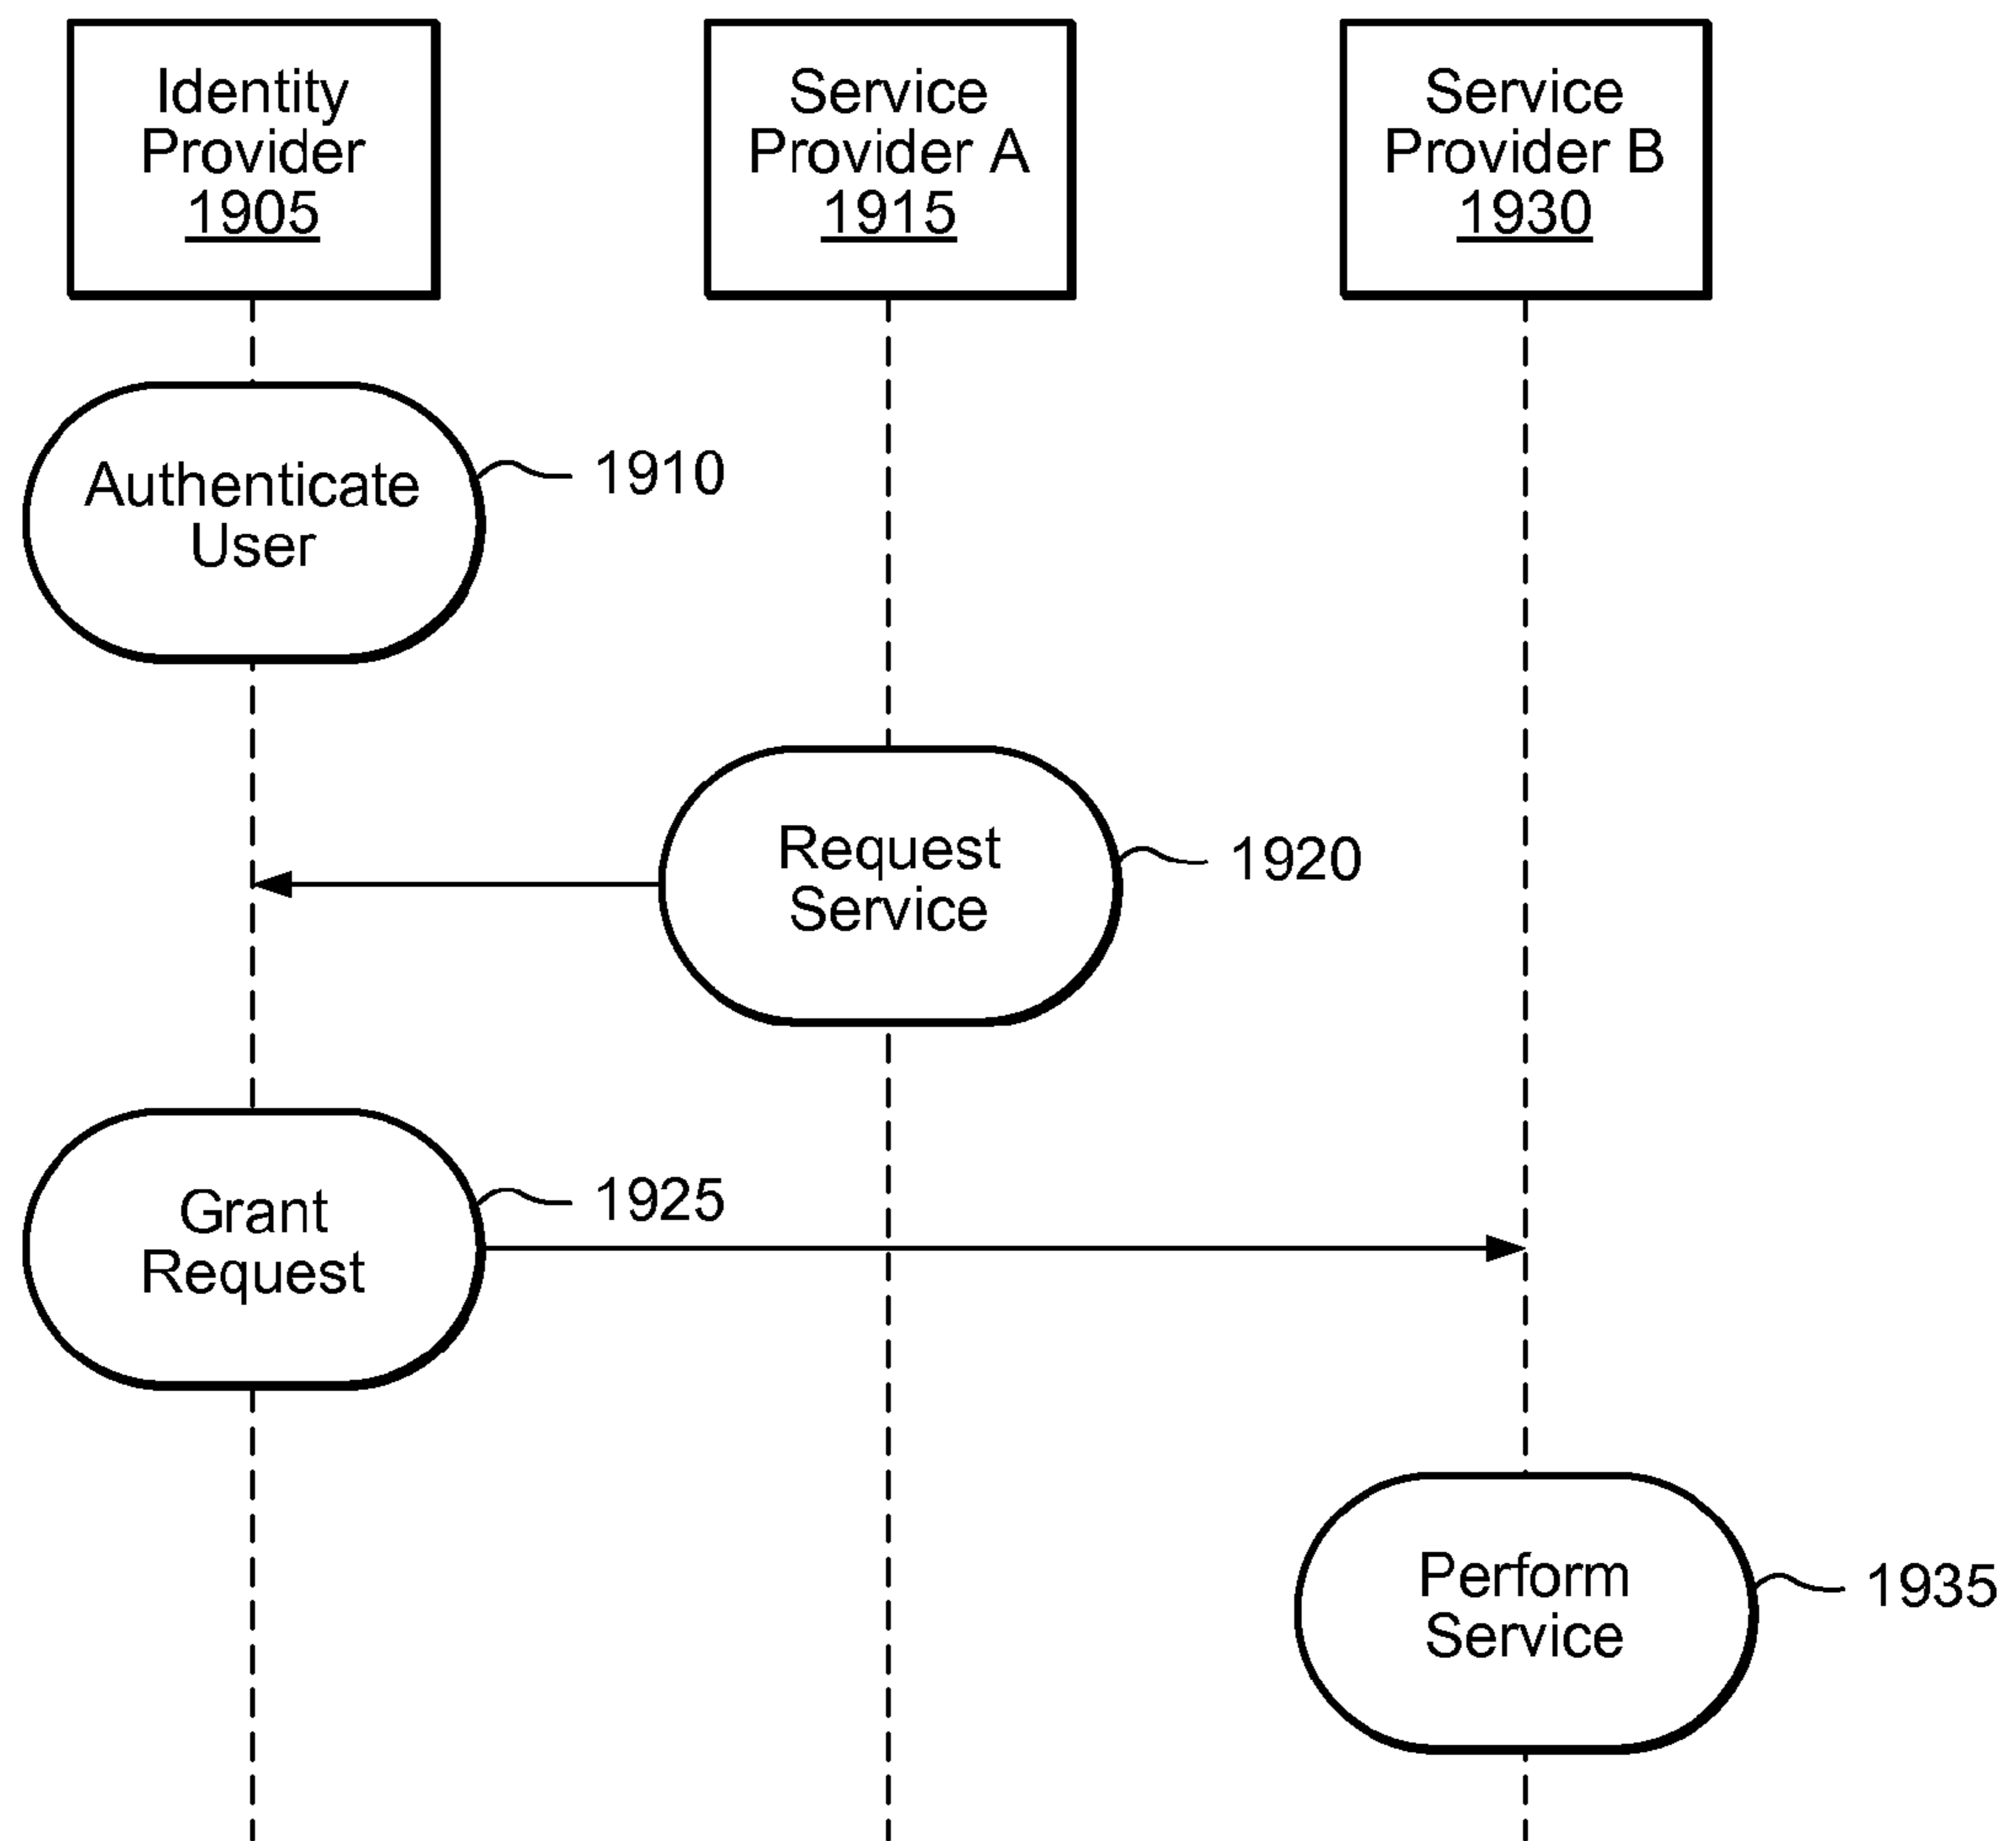 Identity
Provider
1905
Service
Provider A
1915
Service
Provider B
1930
Authenticate
User
1910
Request
Service
1920
Grant
Request
1925
Perform
Service
1935